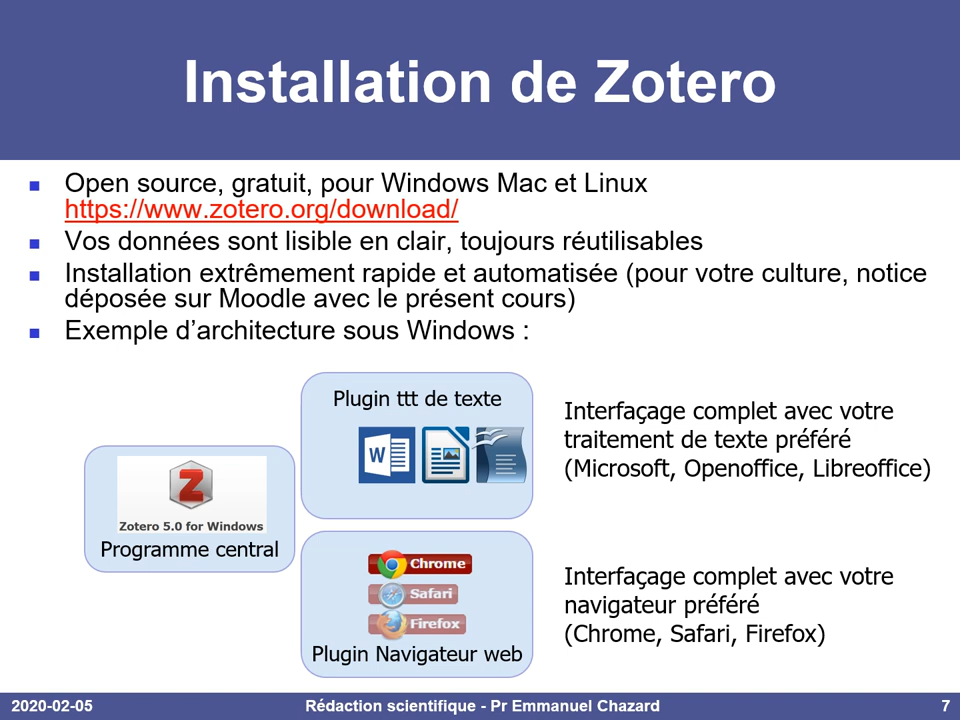 Installation de Zotero
Open source, gratuit, pour Windows Mac et Linux
https://www.zotero.org/download/
Vos données sont lisible en clair, toujours réutilisables
Installation extrêmement rapide et automatisée (pour votre culture, notice
déposée sur Moodle avec le présent cours)
Exemple d’architecture sous Windows :
Plugin ttt de texte
W
Interfaçage complet avec votre
traitement de texte préféré
(Microsoft, Openoffice, Libreoffice)
Z
Zotero 5.0 for Windows
Programme central
Chrome
Safari
Firefox
Plugin Navigateur web
Interfaçage complet avec votre
navigateur préféré
(Chrome, Safari, Firefox)
2020-02-05
Rédaction scientifique - Pr Emmanuel Chazard
7